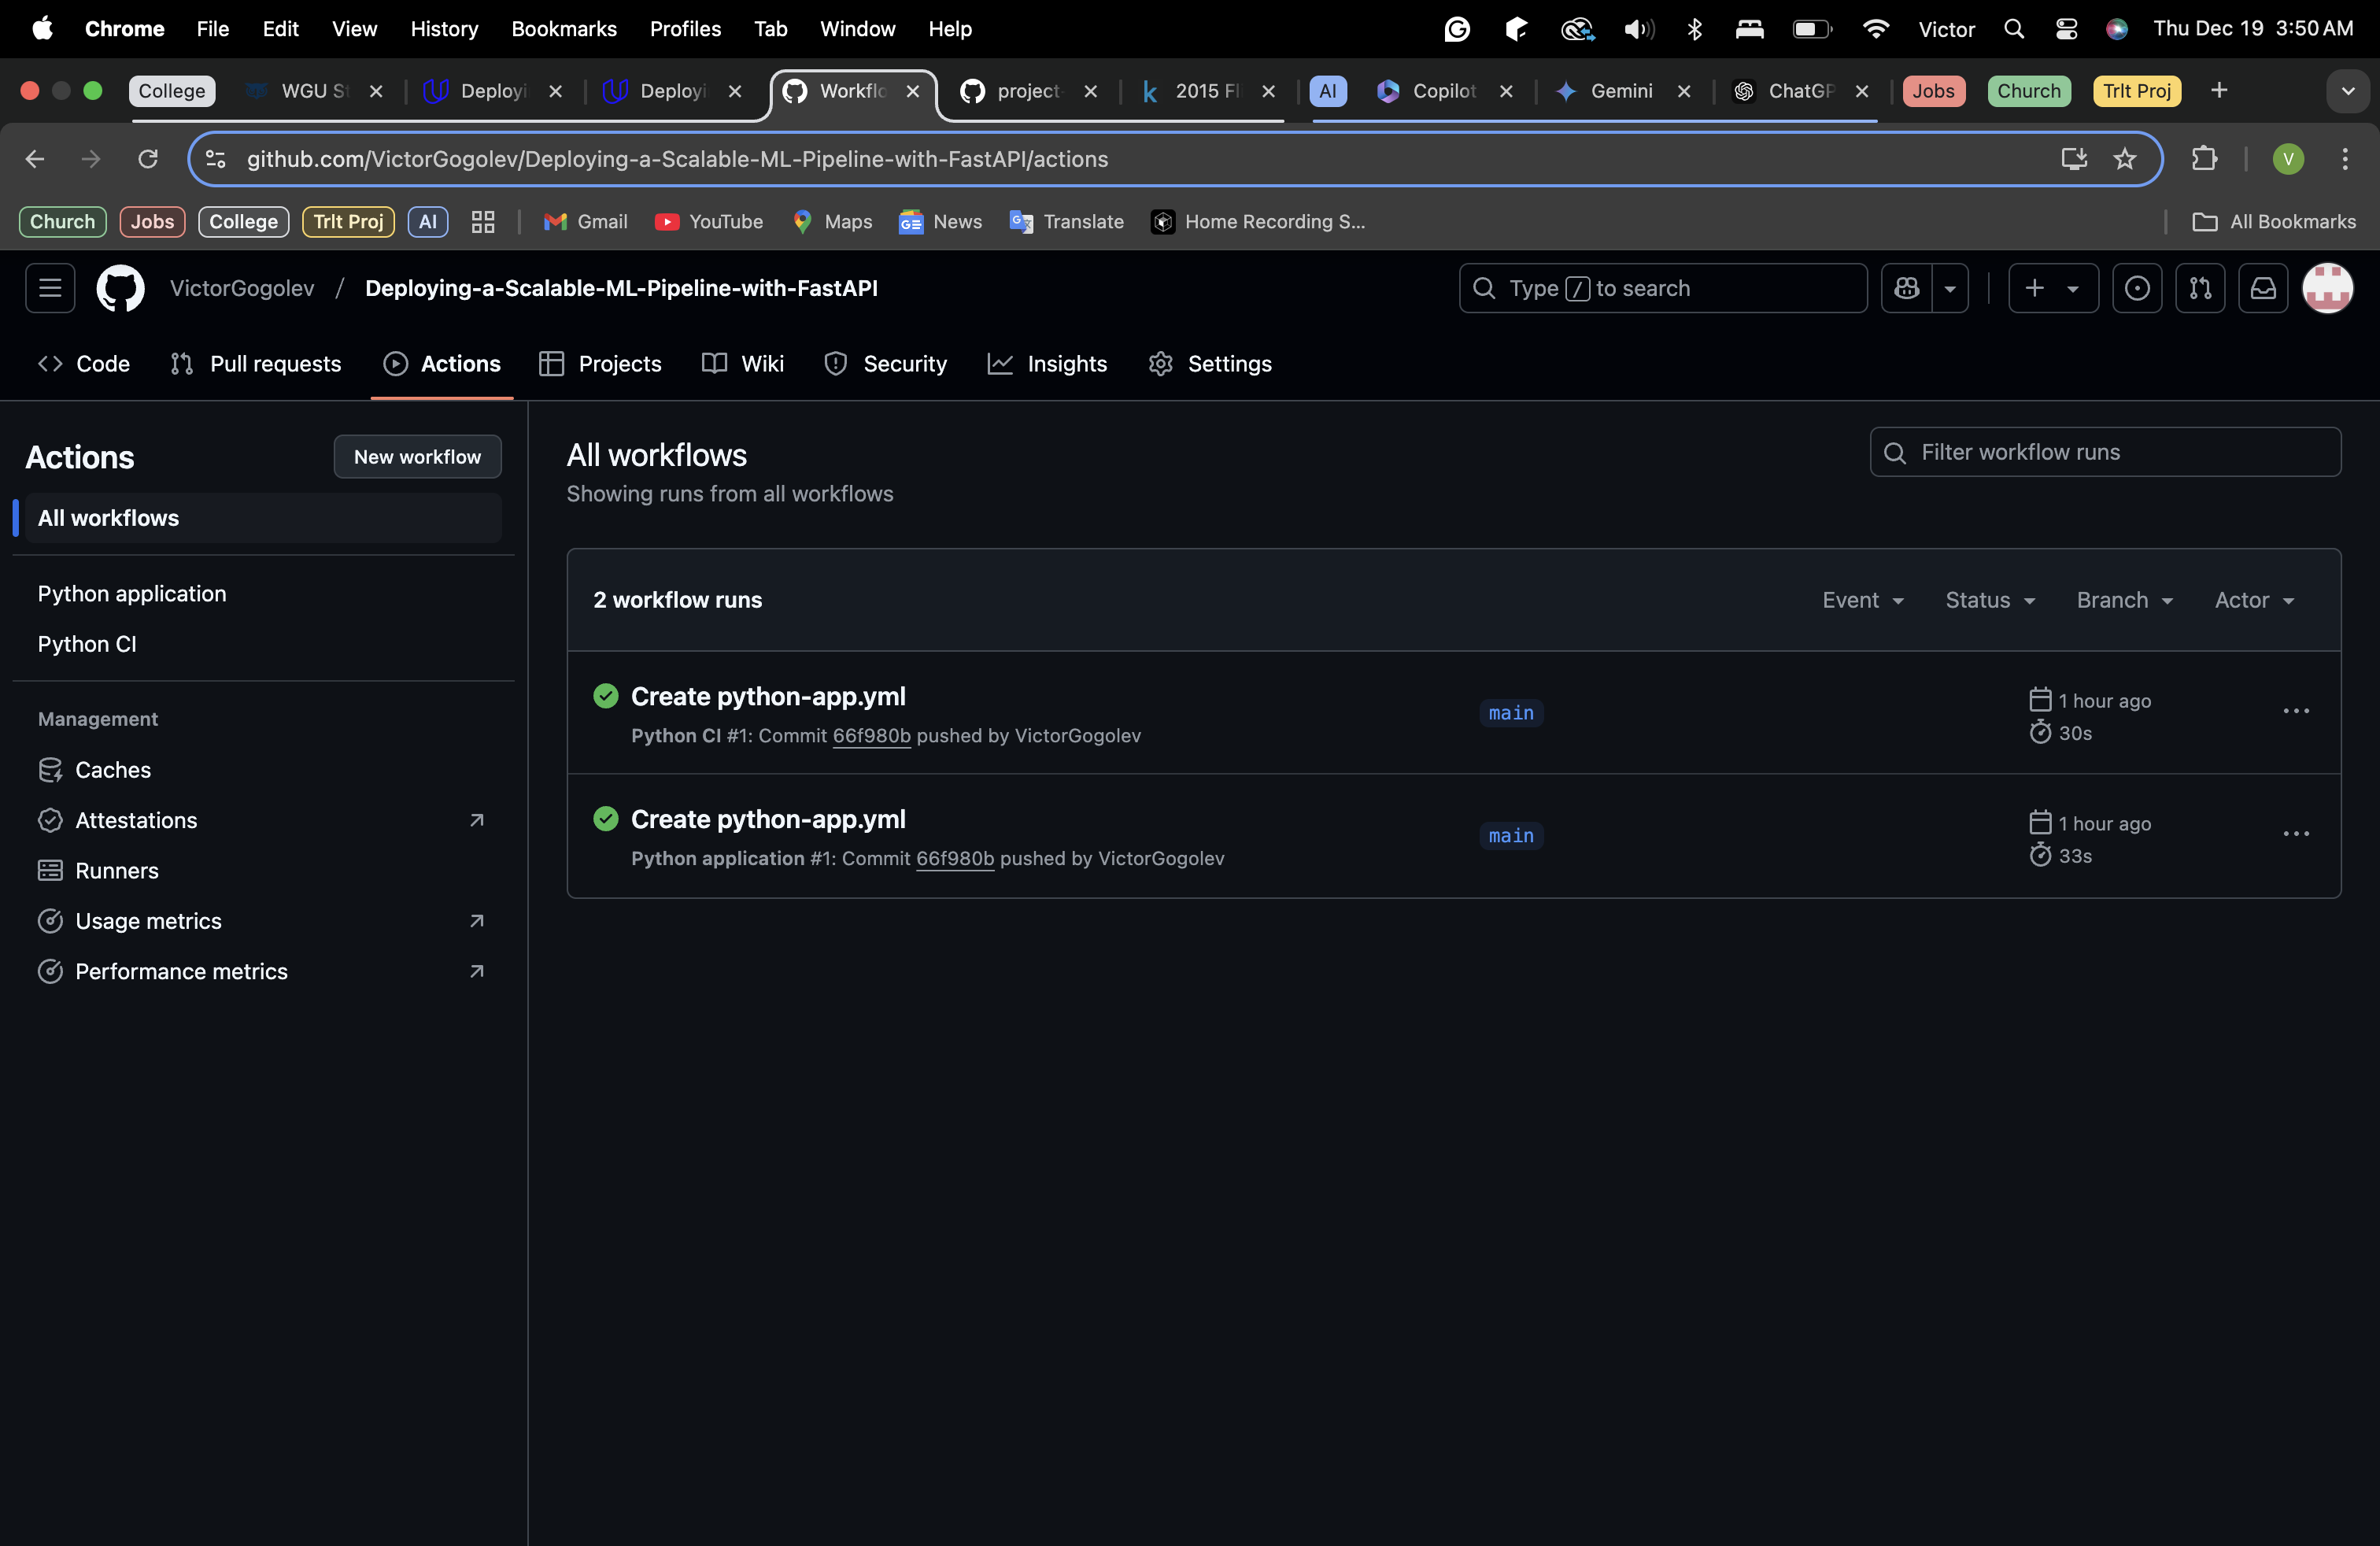 Chrome File Edit View History Bookmarks Profiles Tab Window Help Victor Thu Dec 19 3:50 AM
College WGU St Deployi Deployi Workflo project- k 2015 Fl AI Copilot Gemini ChatGP Jobs Church Trlt Proj
github.com/VictorGogolev/Deploying-a-Scalable-ML-Pipeline-with-FastAPI/actions V
Church Jobs College Trlt Proj AI Gmail YouTube Maps News Translate Home Recording S... All Bookmarks
VictorGogolev / Deploying-a-Scalable-ML-Pipeline-with-FastAPI Type / to search
Code Pull requests Actions Projects Wiki Security Insights Settings
Actions New workflow
All workflows
Python application
Python CI
Management
Caches
Attestations
Runners
Usage metrics
Performance metrics
All workflows
Filter workflow runs
Showing runs from all workflows
2 workflow runs Event Status Branch Actor
Create python-app.yml
Python CI #1: Commit 66f980b pushed by VictorGogolev
main
1 hour ago
30s
Create python-app.yml
Python application #1: Commit 66f980b pushed by VictorGogolev
main
1 hour ago
33s